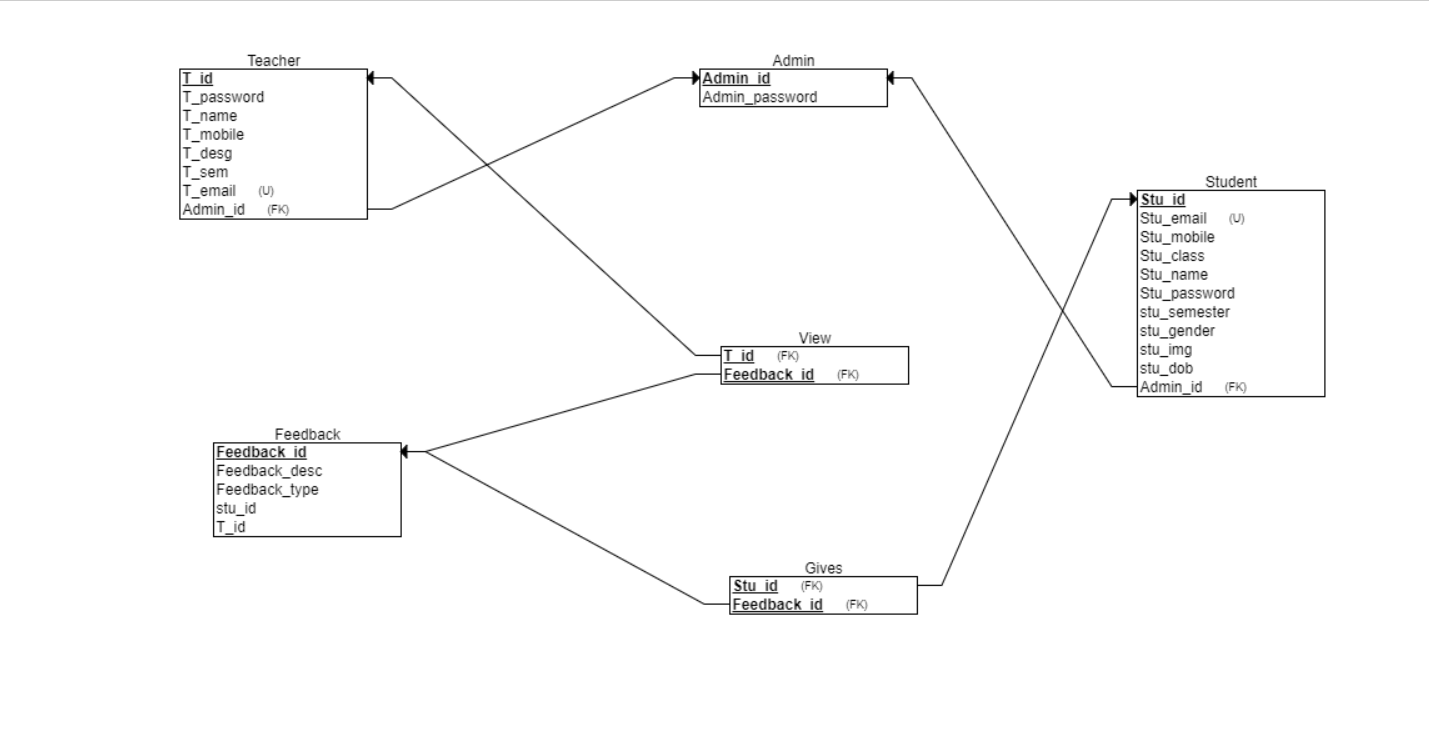 Teacher
T_id
T_password
T_name
T_mobile
T_desg
T_sem
T_email (U)
Admin_id (FK)
Admin
Admin_id
Admin_password
Student
Stu_id
Stu_email (U)
Stu_mobile
Stu_class
Stu_name
Stu_password
stu_semester
stu_gender
stu_img
stu_dob
Admin_id (FK)
View
T_id (FK)
Feedback_id (FK)
Feedback
Feedback_id
Feedback_desc
Feedback_type
stu_id
T_id
Gives
Stu_id (FK)
Feedback_id (FK)